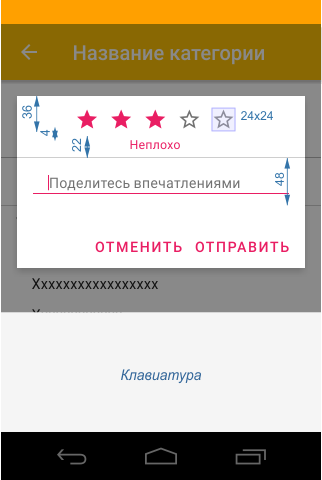 Название категории
36
4
24x24
22
Неплохо
48
Поделитесь впечатлениями
ОТМЕНИТЬ ОТПРАВИТЬ
Xxxxxxxxxxxxxxxxx
Клавиатура